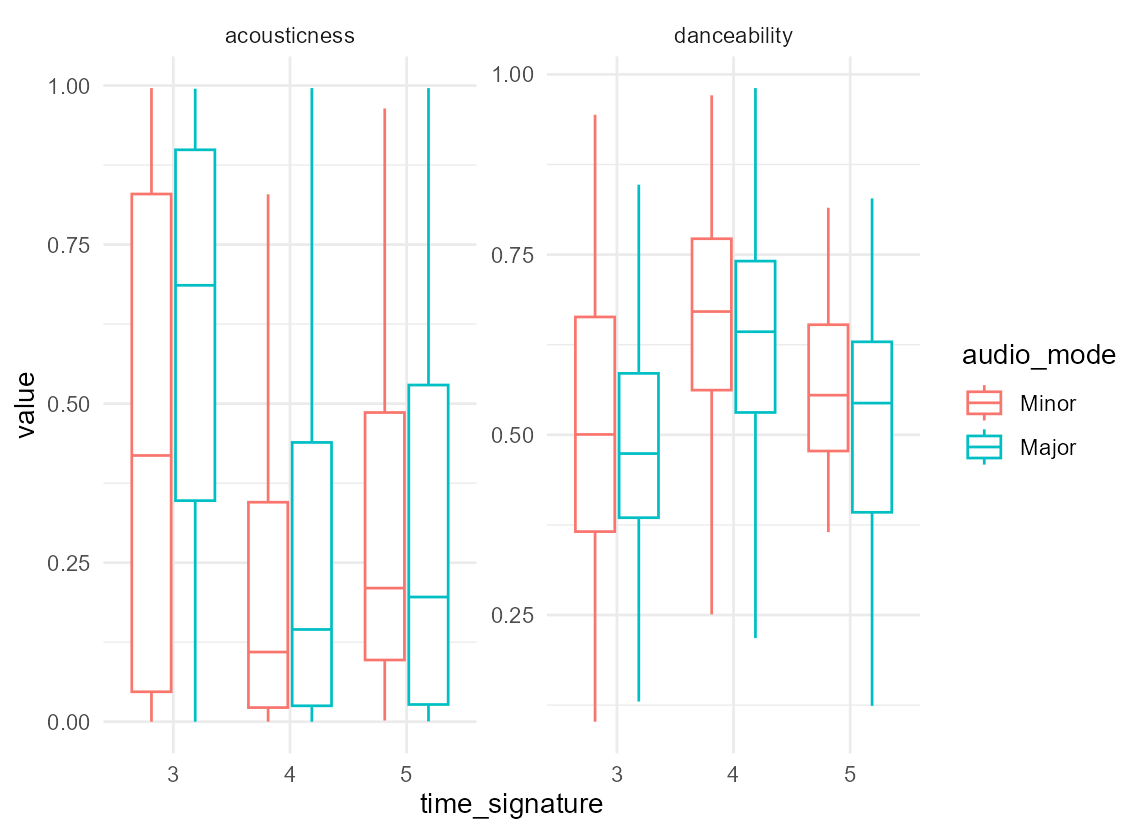 acousticness
danceability
1.00
0.75
0.50
0.25
0.00
1.00
0.75
0.50
0.25
value
3 4 5
3 4 5
time_signature
audio_mode
Minor
Major